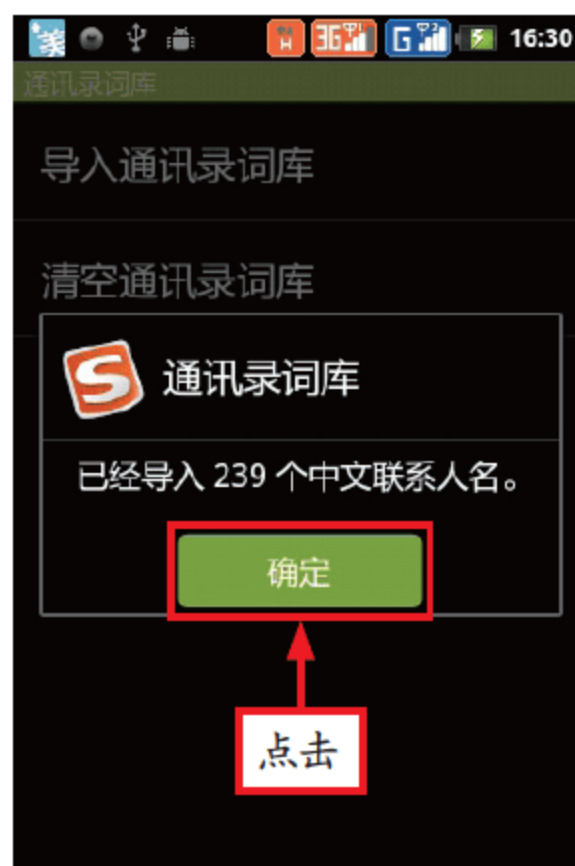 美 H 3G G 16:30
通讯录词库
导入通讯录词库
清空通讯录词库
S 通讯录词库
已经导入 239 个中文联系人名。
确定
点击